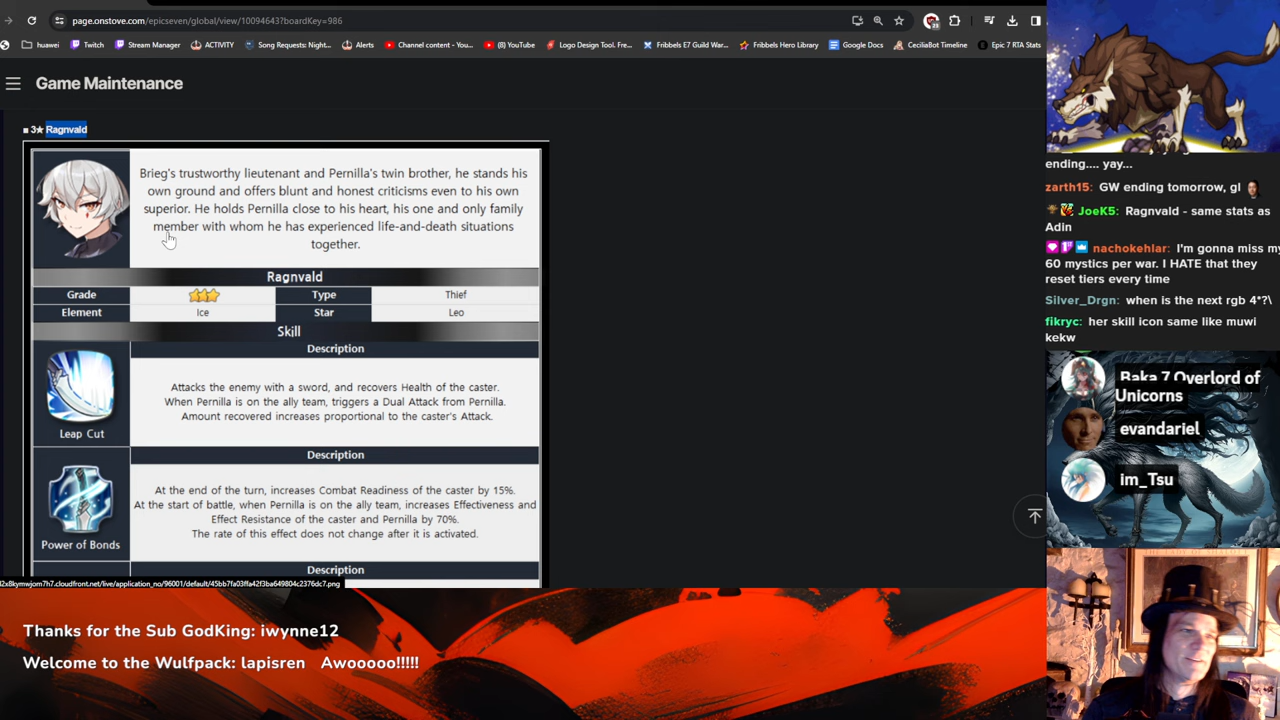 page.onstove.com/epicseven/global/view/10094643?boardKey=986
huawei
Twitch
Stream Manager
ACTIVITY
Song Requests: Night...
Alerts
Channel content - You...
(8) YouTube
Logo Design Tool. Fre...
Fribbels E7 Guild War...
Fribbels Hero Library
Google Docs
CeciliaBot Timeline
Epic 7 RTA Stats
Game Maintenance
■ 3★ Ragnvald
Brieg's trustworthy lieutenant and Pernilla's twin brother, he stands his
own ground and offers blunt and honest criticisms even to his own
superior. He holds Pernilla close to his heart, his one and only family
member with whom he has experienced life-and-death situations
together.
Ragnvald
Grade
Type
Thief
Element
Ice
Star
Leo
Skill
Description
Attacks the enemy with a sword, and recovers Health of the caster.
When Pernilla is on the ally team, triggers a Dual Attack from Pernilla.
Amount recovered increases proportional to the caster's Attack.
Leap Cut
Description
At the end of the turn, increases Combat Readiness of the caster by 15%.
At the start of battle, when Pernilla is on the ally team, increases Effectiveness and
Effect Resistance of the caster and Pernilla by 70%.
The rate of this effect does not change after it is activated.
Power of Bonds
Description
d2x8kymwjom7h7.cloudfront.net/live/application_no/96001/default/45bb7fa03ffa42f3ba649804c2376dc7.png
Thanks for the Sub GodKing: iwynne12
Welcome to the Wulfpack: lapisren Awooooo!!!!!
ending.... yay...
zarth15: GW ending tomorrow, gl
JoeK5: Ragnvald - same stats as
Adin
nachokehlar: I'm gonna miss my
60 mystics per war. I HATE that they
reset tiers every time
Silver_Drgn: when is the next rgb 4*?\
fikryc: her skill icon same like muwi
kekw
Baka 7 Overlord of
Unicorns
evandariel
im_Tsu